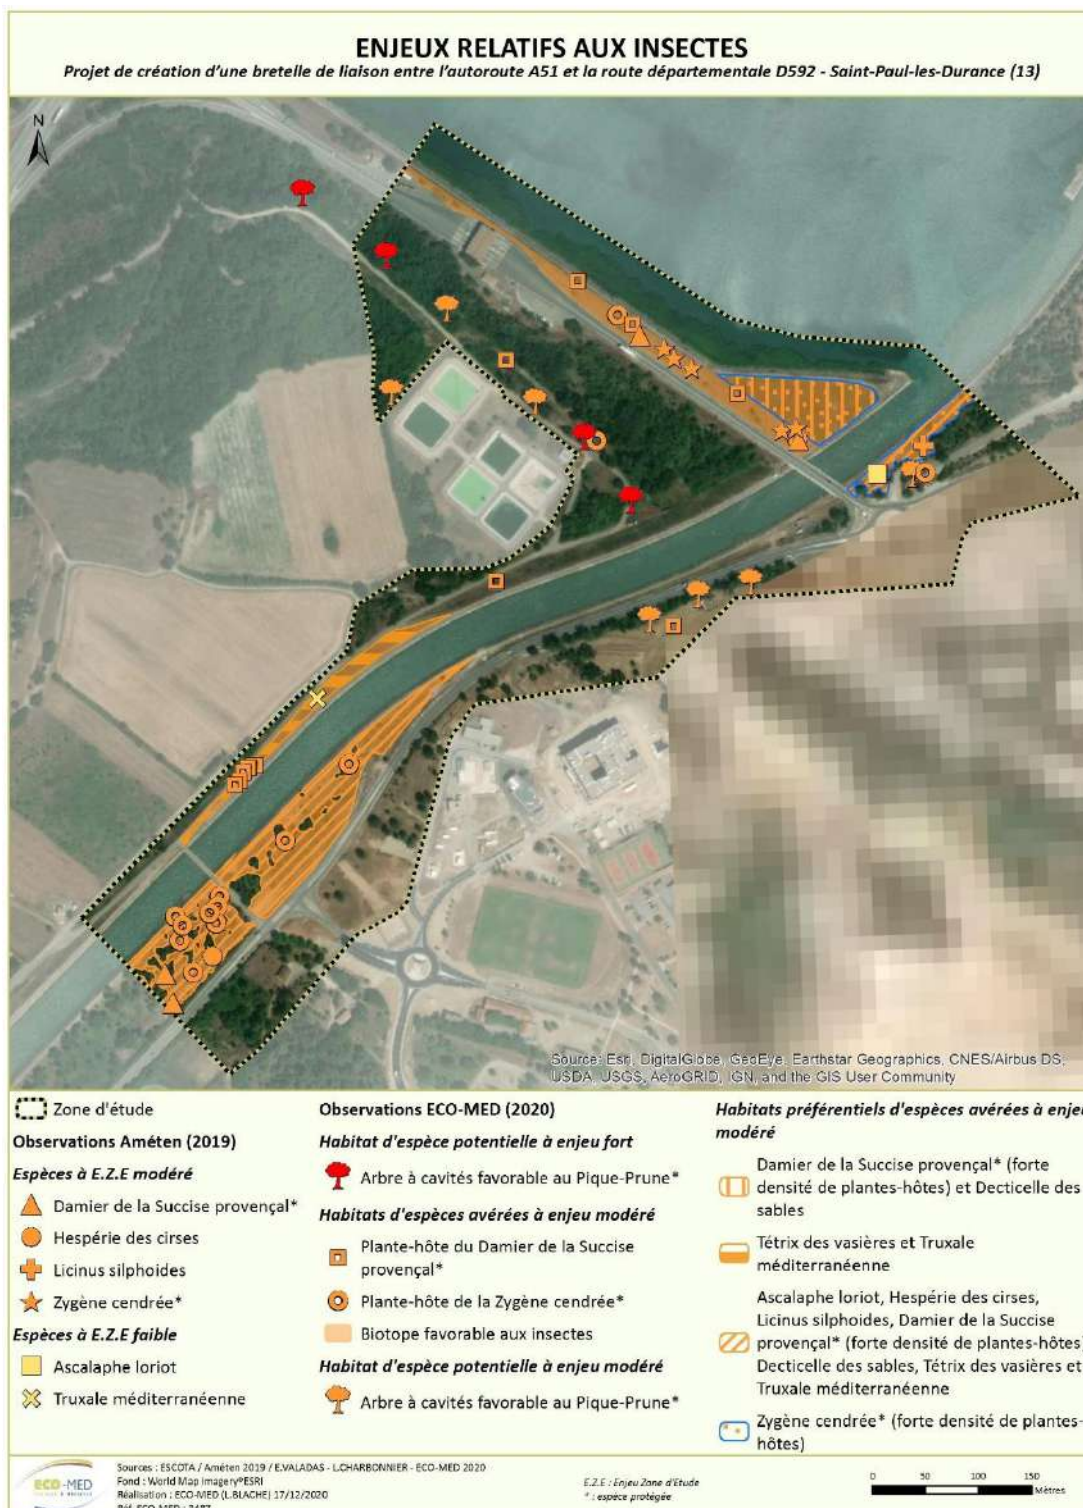 ENJEUX RELATIFS AUX INSECTES
Projet de création d'une bretelle de liaison entre l'autoroute A51 et la route départementale D592 - Saint-Paul-les-Durance (13)
N
Source: Esri, DigitalGlobe, GeoEye, Earthstar Geographics, CNES/Airbus DS,
USDA, USGS, AeroGRID, IGN, and the GIS User Community
Zone d'étude
Observations Améten (2019)
Espèces à E.Z.E modéré
Damier de la Succise provençal*
Hespérie des cirses
Licinus silphoides
Zygène cendrée*
Espèces à E.Z.E faible
Ascalaphe loriot
Truxale méditerranéenne
Observations ECO-MED (2020)
Habitat d'espèce potentielle à enjeu fort
Arbre à cavités favorable au Pique-Prune*
Habitats d'espèces avérées à enjeu modéré
Plante-hôte du Damier de la Succise
provençal*
Plante-hôte de la Zygène cendrée*
Biotope favorable aux insectes
Habitat d'espèce potentielle à enjeu modéré
Arbre à cavités favorable au Pique-Prune*
Habitats préférentiels d'espèces avérées à enjeu
modéré
Damier de la Succise provençal* (forte
densité de plantes-hôtes) et Decticelle des
sables
Tétrix des vasières et Truxale
méditerranéenne
Ascalaphe loriot, Hespérie des cirses,
Licinus silphoides, Damier de la Succise
provençal* (forte densité de plantes-hôtes)
Decticelle des sables, Tétrix des vasières et
Truxale méditerranéenne
Zygène cendrée* (forte densité de plantes-
hôtes)
ECO-MED
Sources : ESCOTA / Améten 2019 / E.VALADAS - L.CHARBONNIER - ECO-MED 2020
Fond : World Map Imagery®ESRI
Réalisation : ECO-MED (L.BLACHE) 17/12/2020
Réf. ECO-MED : 3487
E.Z.E : Enjeu Zone d'Etude
* : espèce protégée
0 50 100 150
Mètres